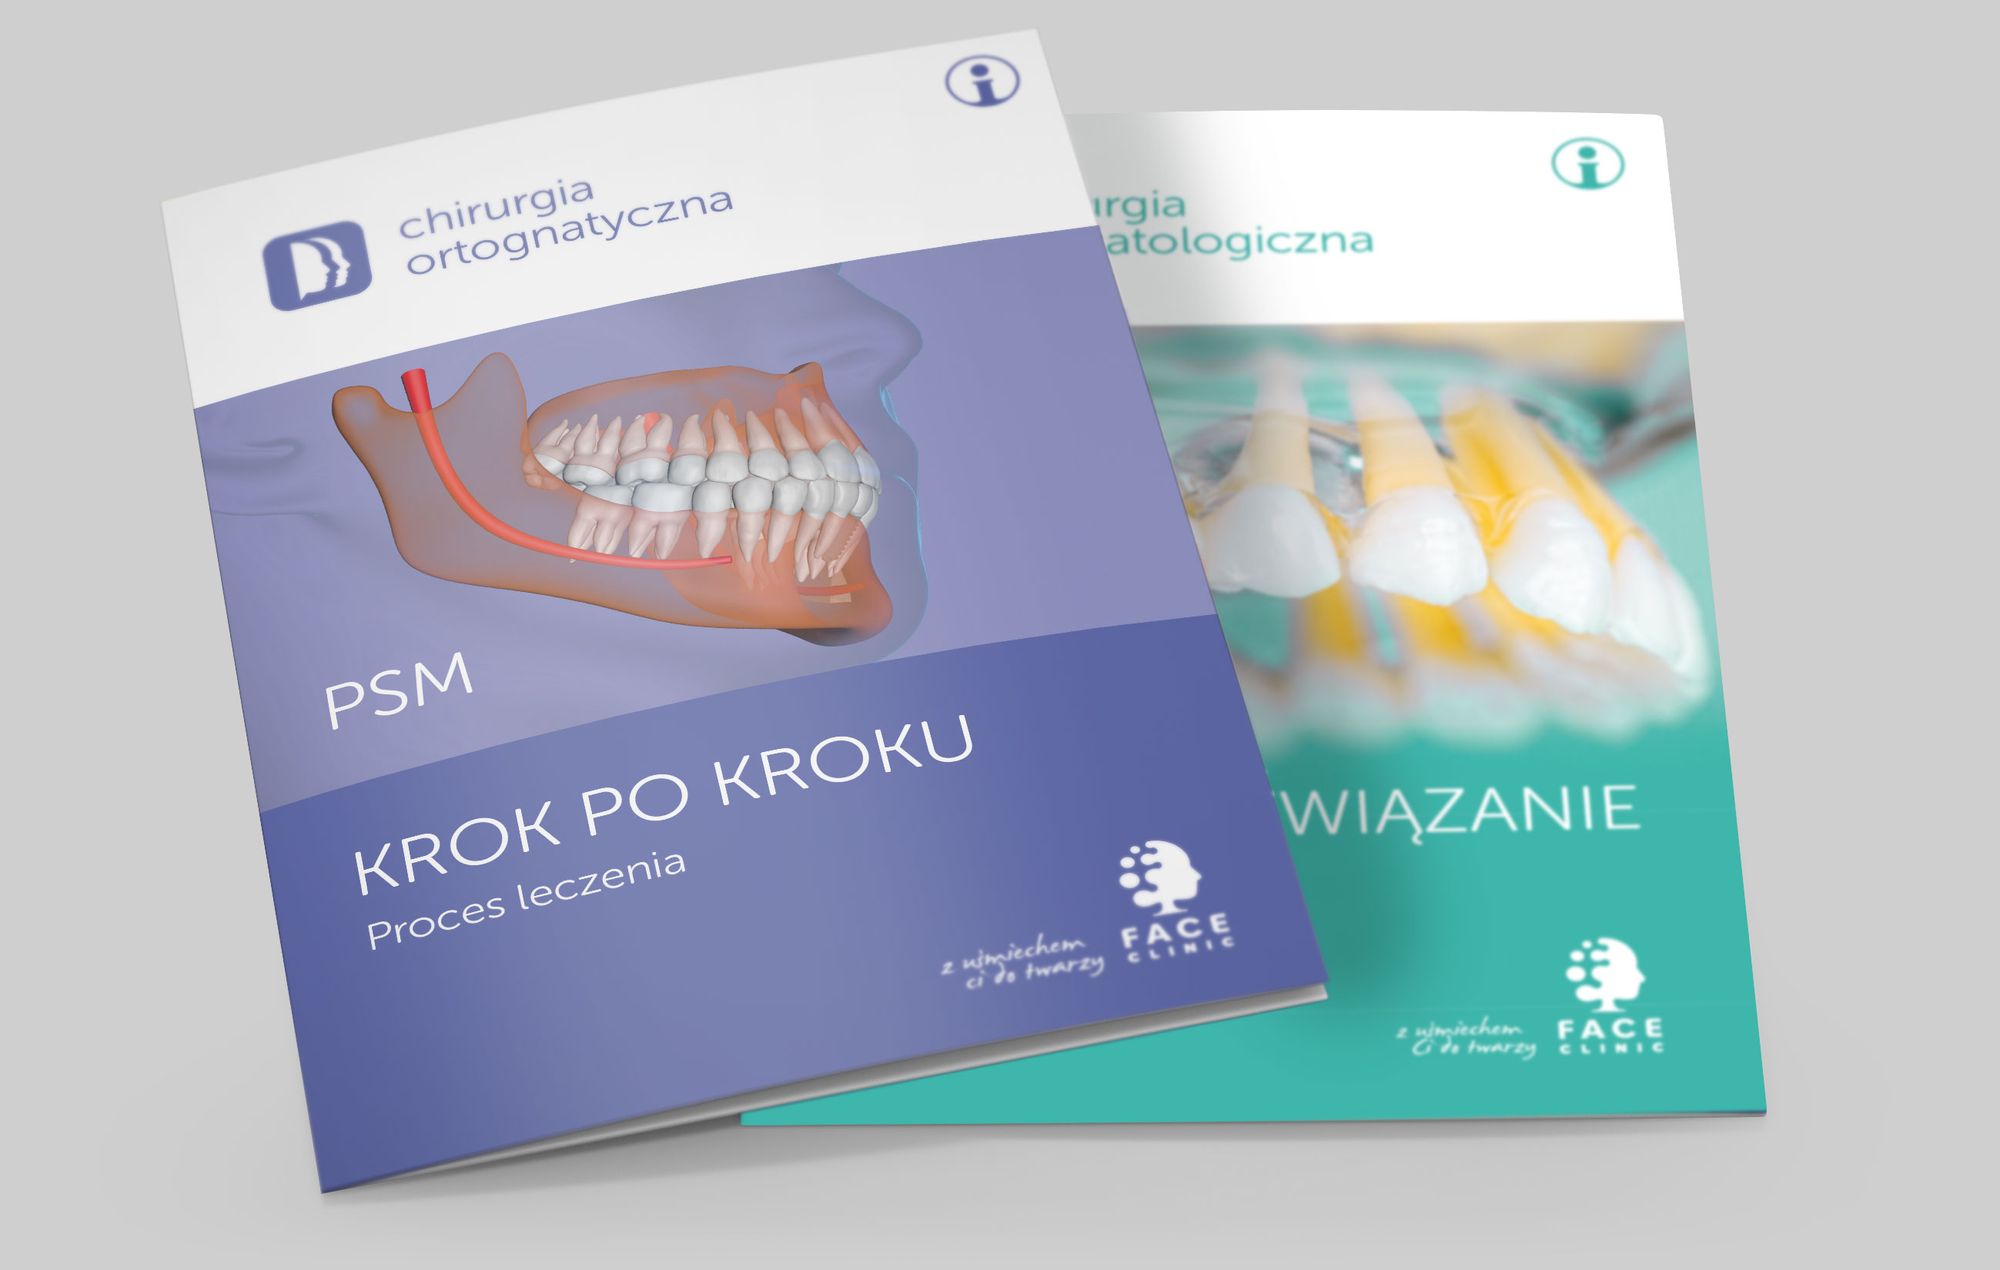 chirurgia
ortognatyczna
PSM
KROK PO KROKU
Proces leczenia
z uśmiechem
ci do twarzy
FACE
CLINIC
urgia
atologiczna
WIĄZANIE
z uśmiechem
Ci do twarzy
FACE
CLINIC